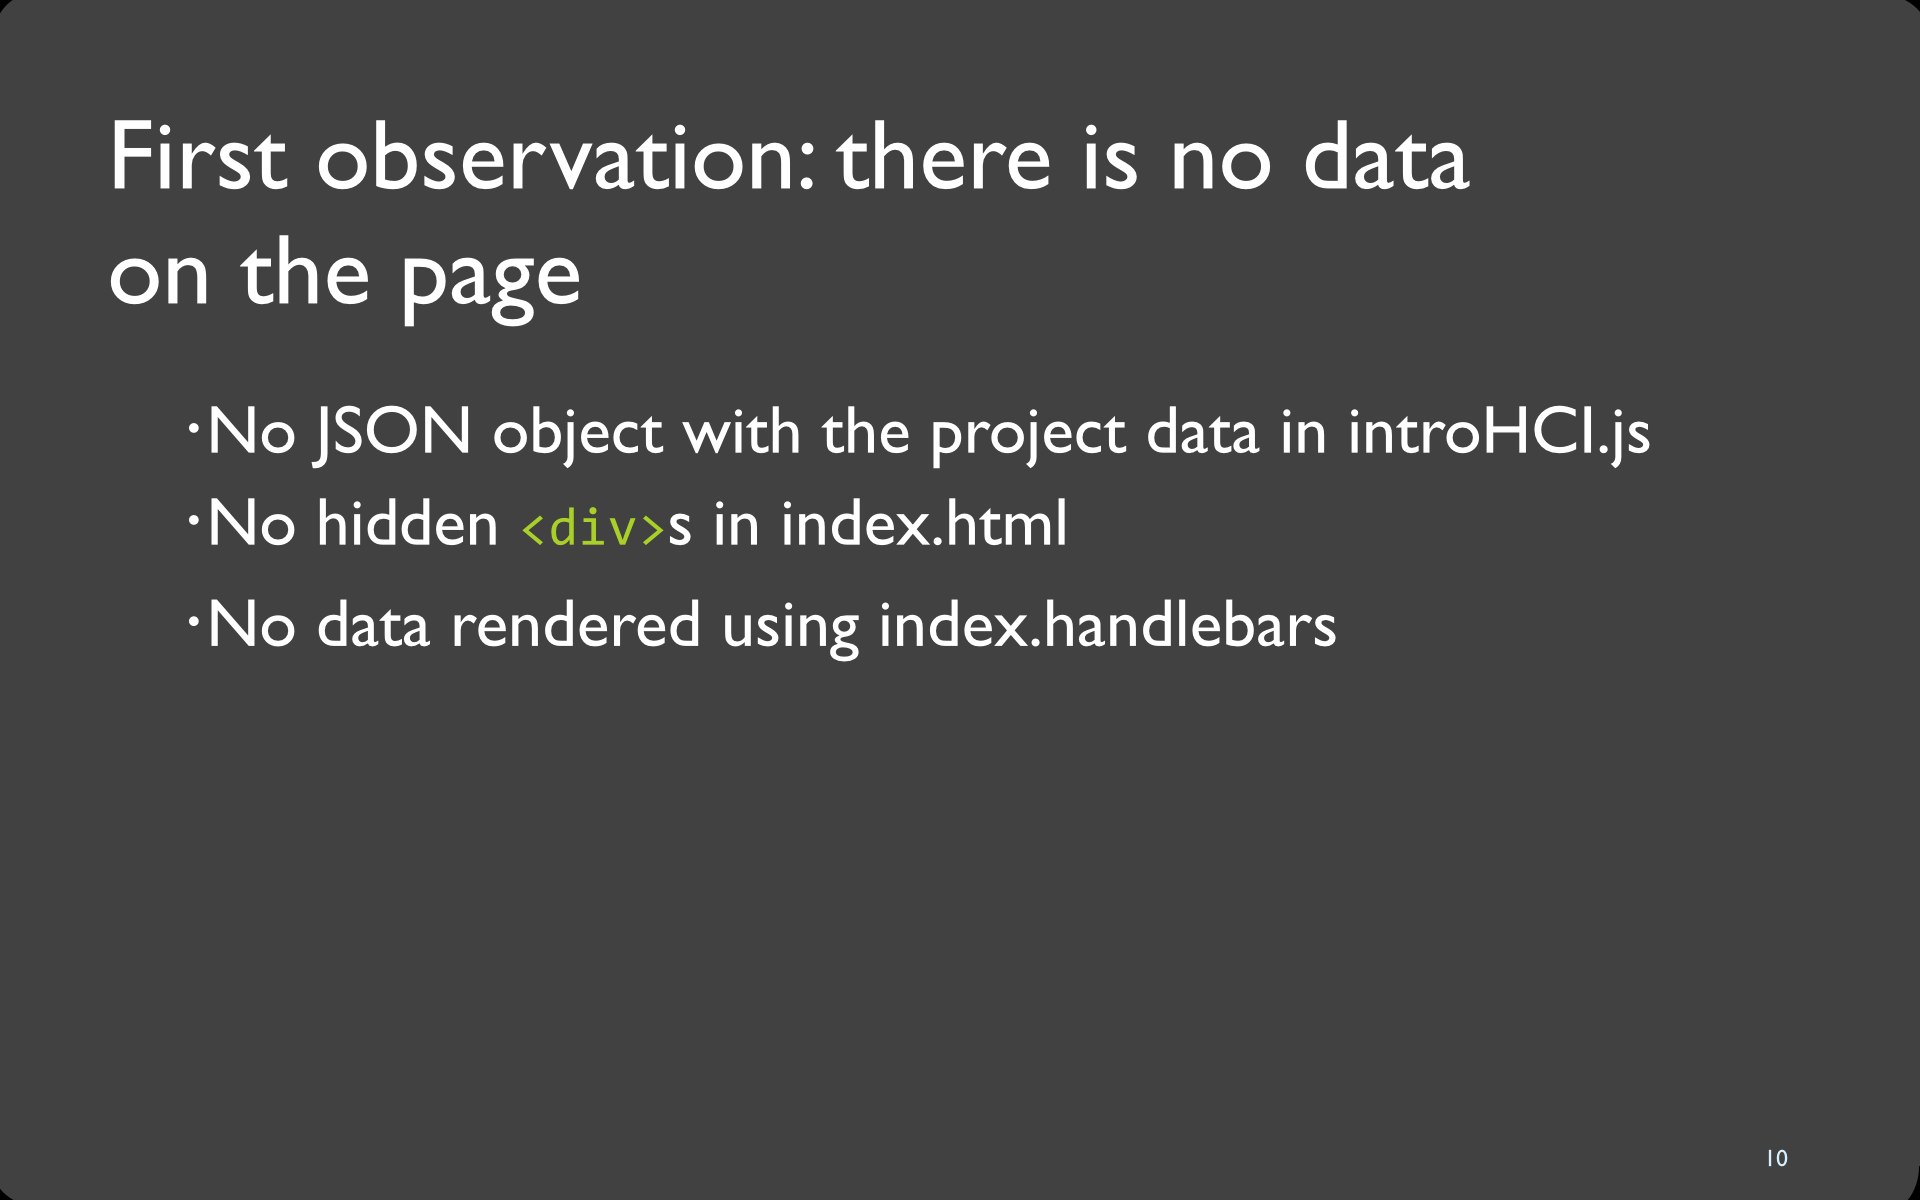 First observation: there is no data
on the page
·No JSON object with the project data in introHCI.js
·No hidden <div>s in index.html
·No data rendered using index.handlebars
10